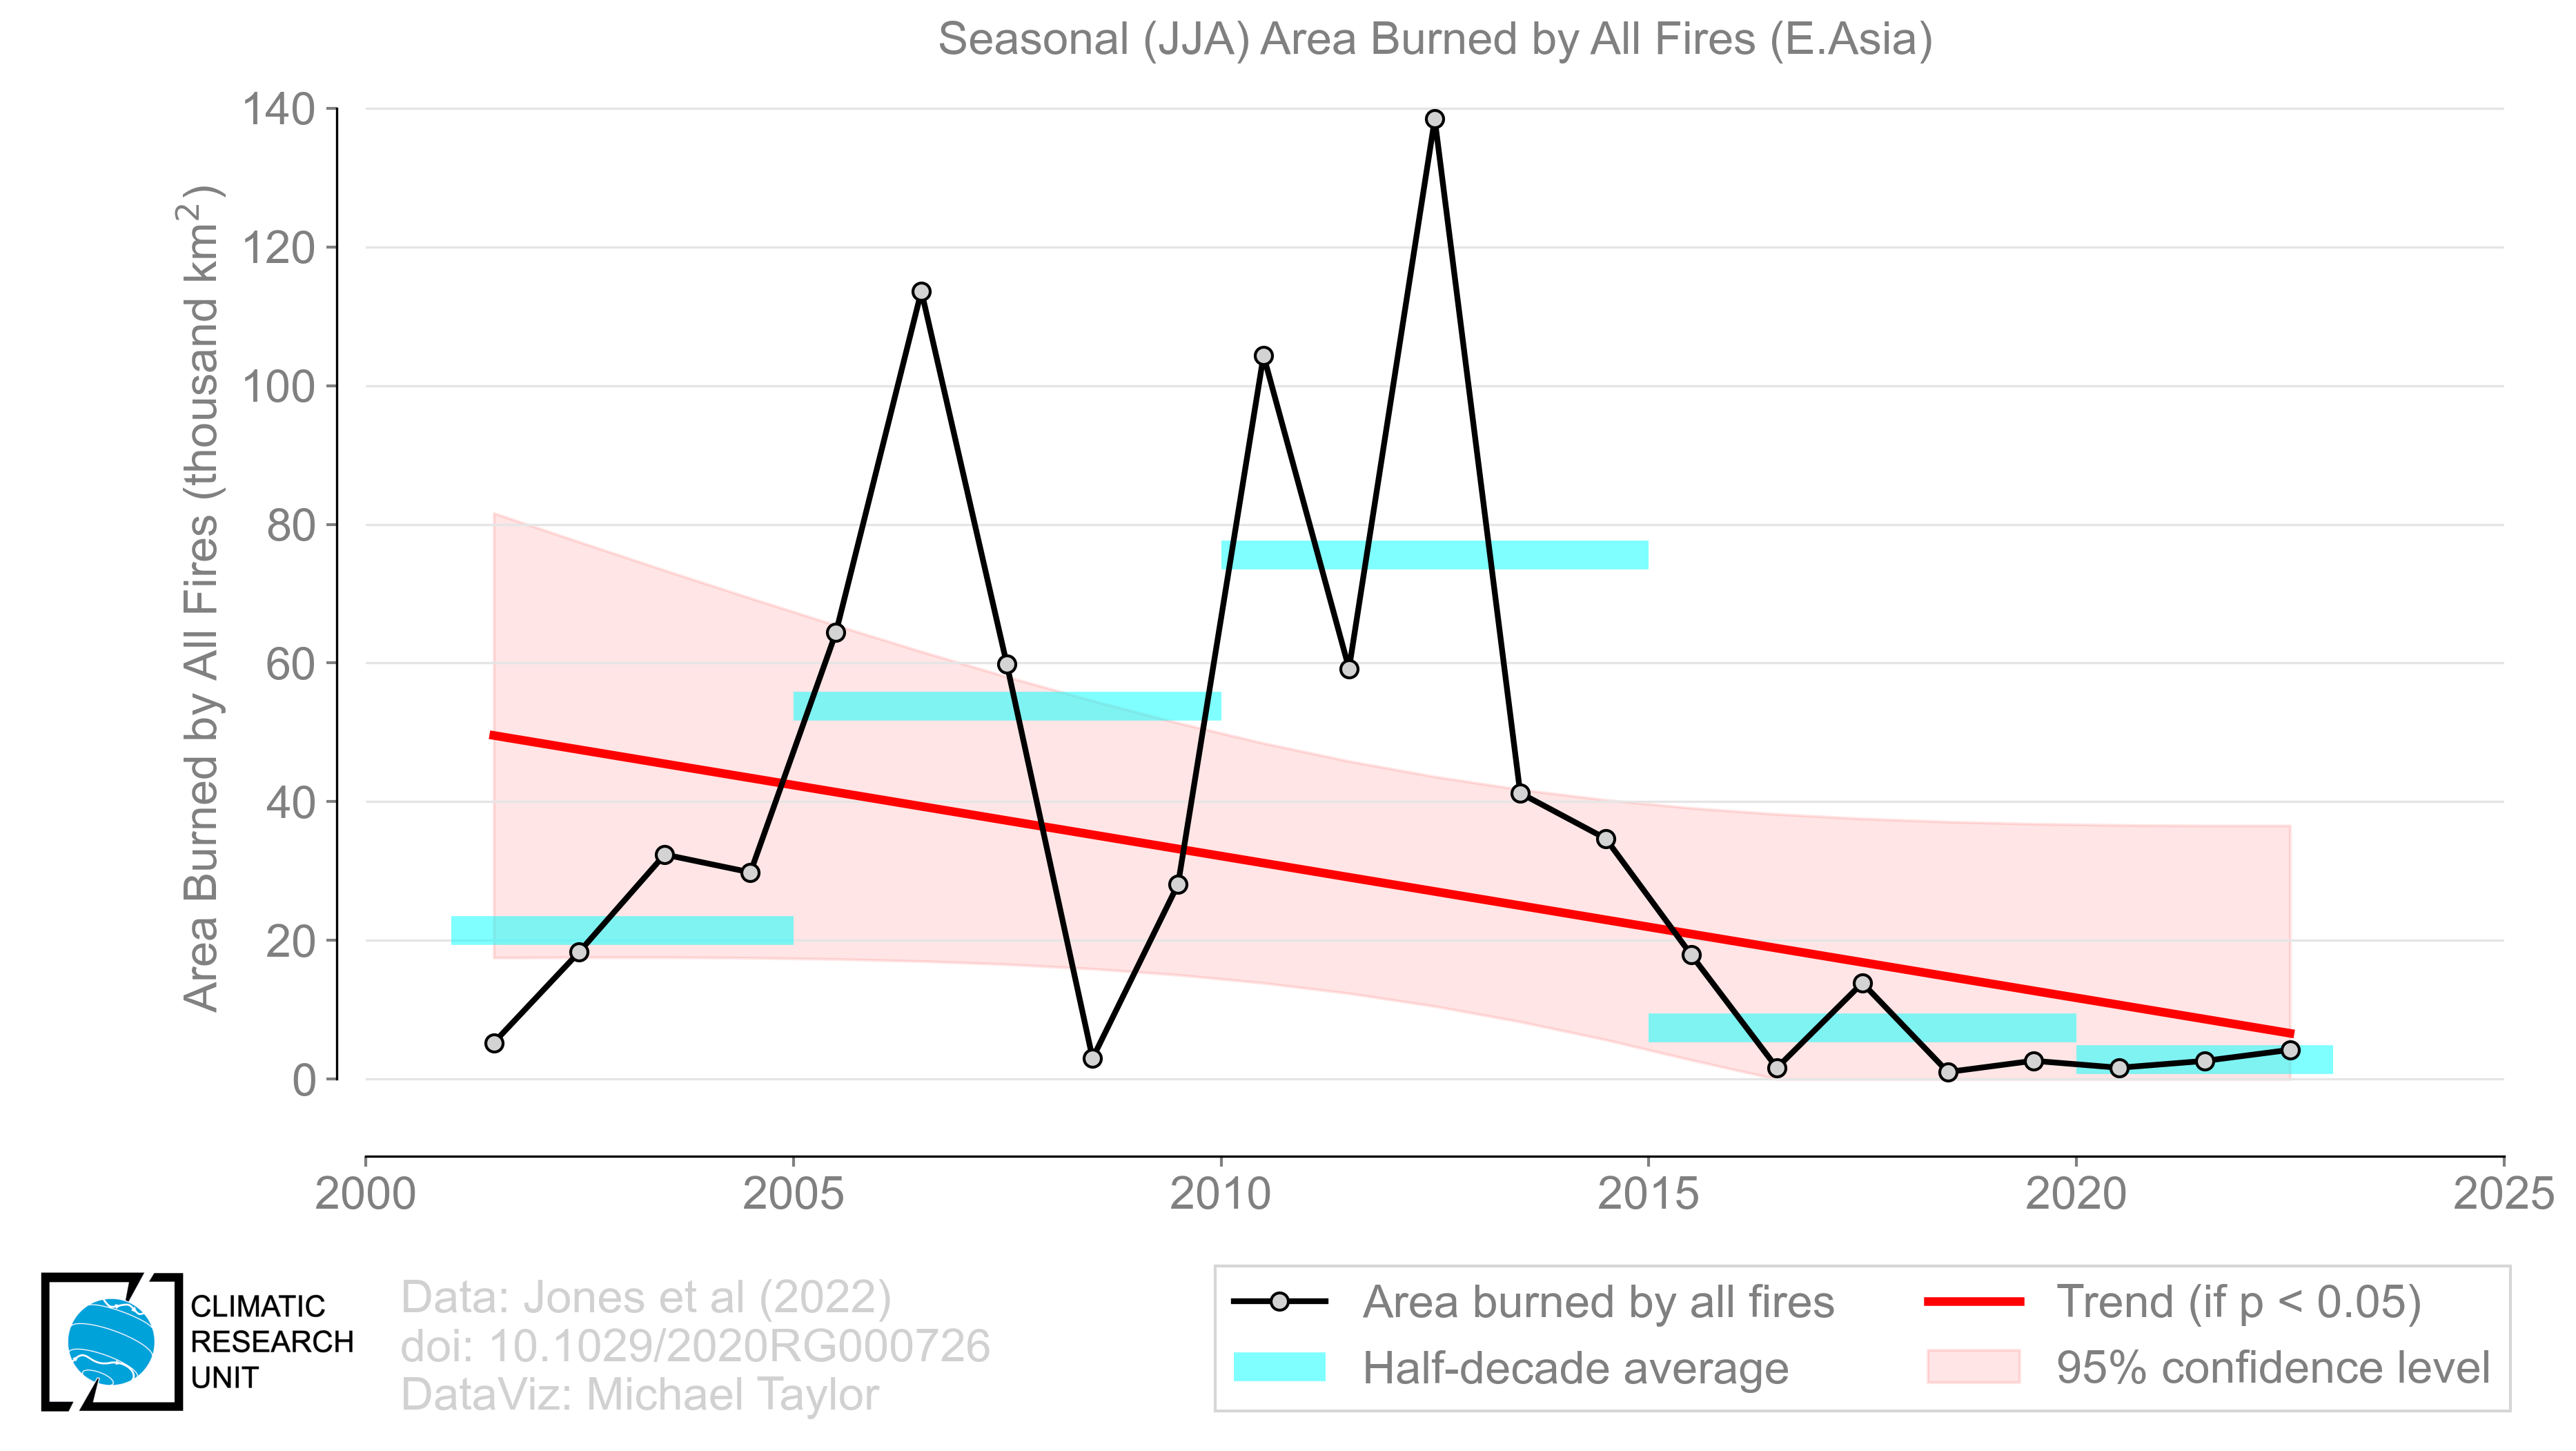 Seasonal (JJA) Area Burned by All Fires (E.Asia)
Area Burned by All Fires (thousand km²)
140
120
100
80
60
40
20
0
2000
2005
2010
2015
2020
2025
CLIMATIC
RESEARCH
UNIT
Data: Jones et al (2022)
doi: 10.1029/2020RG000726
DataViz: Michael Taylor
Area burned by all fires
Half-decade average
Trend (if p < 0.05)
95% confidence level